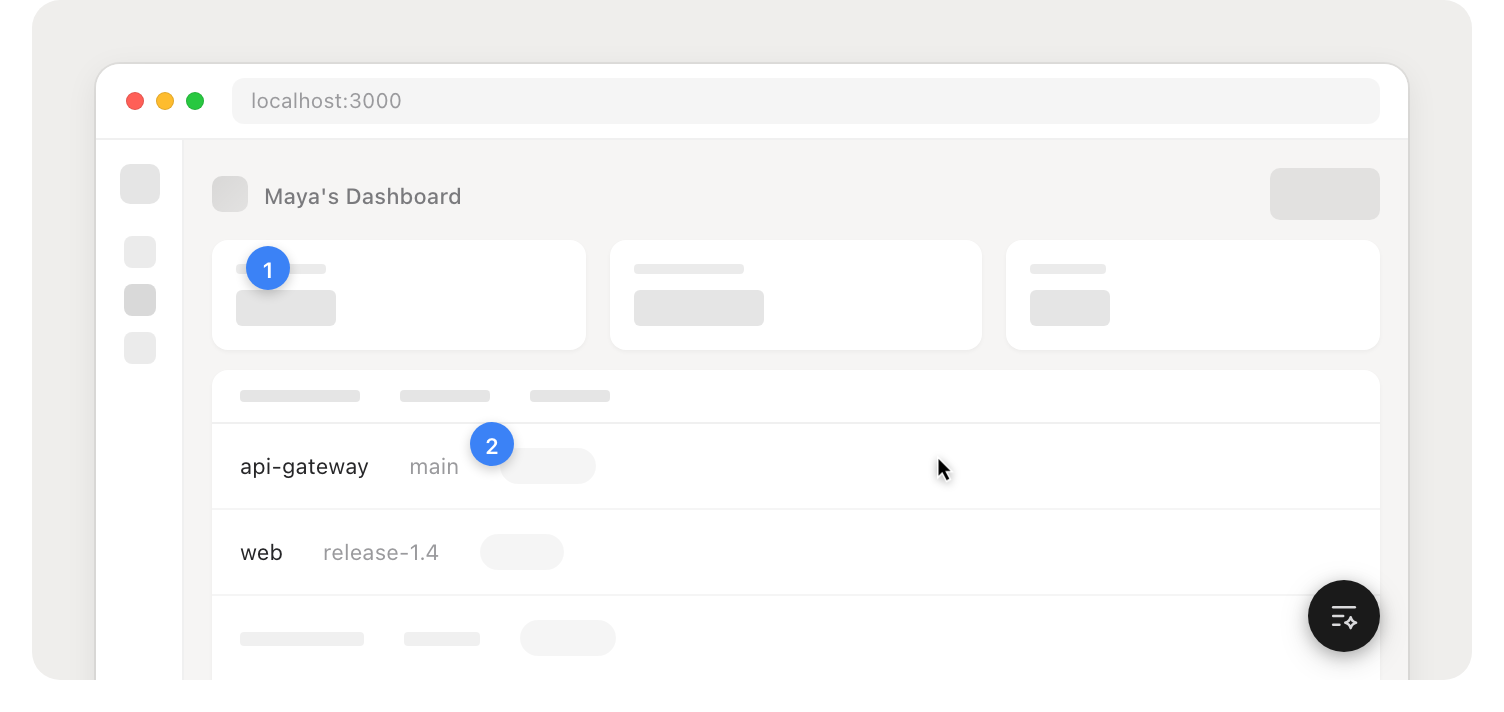 localhost:3000
Maya's Dashboard
1
2
api-gateway main
web release-1.4